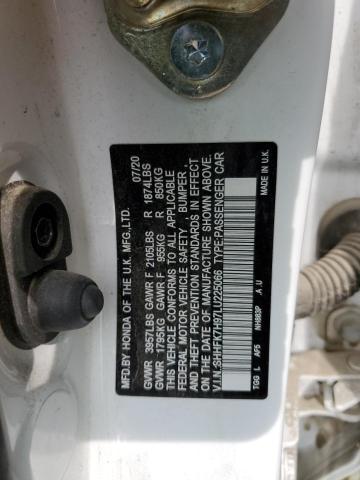 MFD.BY HONDA OF THE U.K. MFG.,LTD. 07/20
GVWR 3957LBS GAWR F 2105LBS R 1874LBS
GVWR 1795KG GAWR F 955KG R 850KG
THIS VEHICLE CONFORMS TO ALL APPLICABLE
FEDERAL MOTOR VEHICLE SAFETY, BUMPER, AND
THEFT PREVENTION STANDARDS IN EFFECT
ON THE DATE OF MANUFACTURE SHOWN ABOVE.
V.I.N.:SHHFK7H97LU225066 TYPE:PASSENGER CAR
MADE IN U.K.
TGG L AF5 NH883P A U